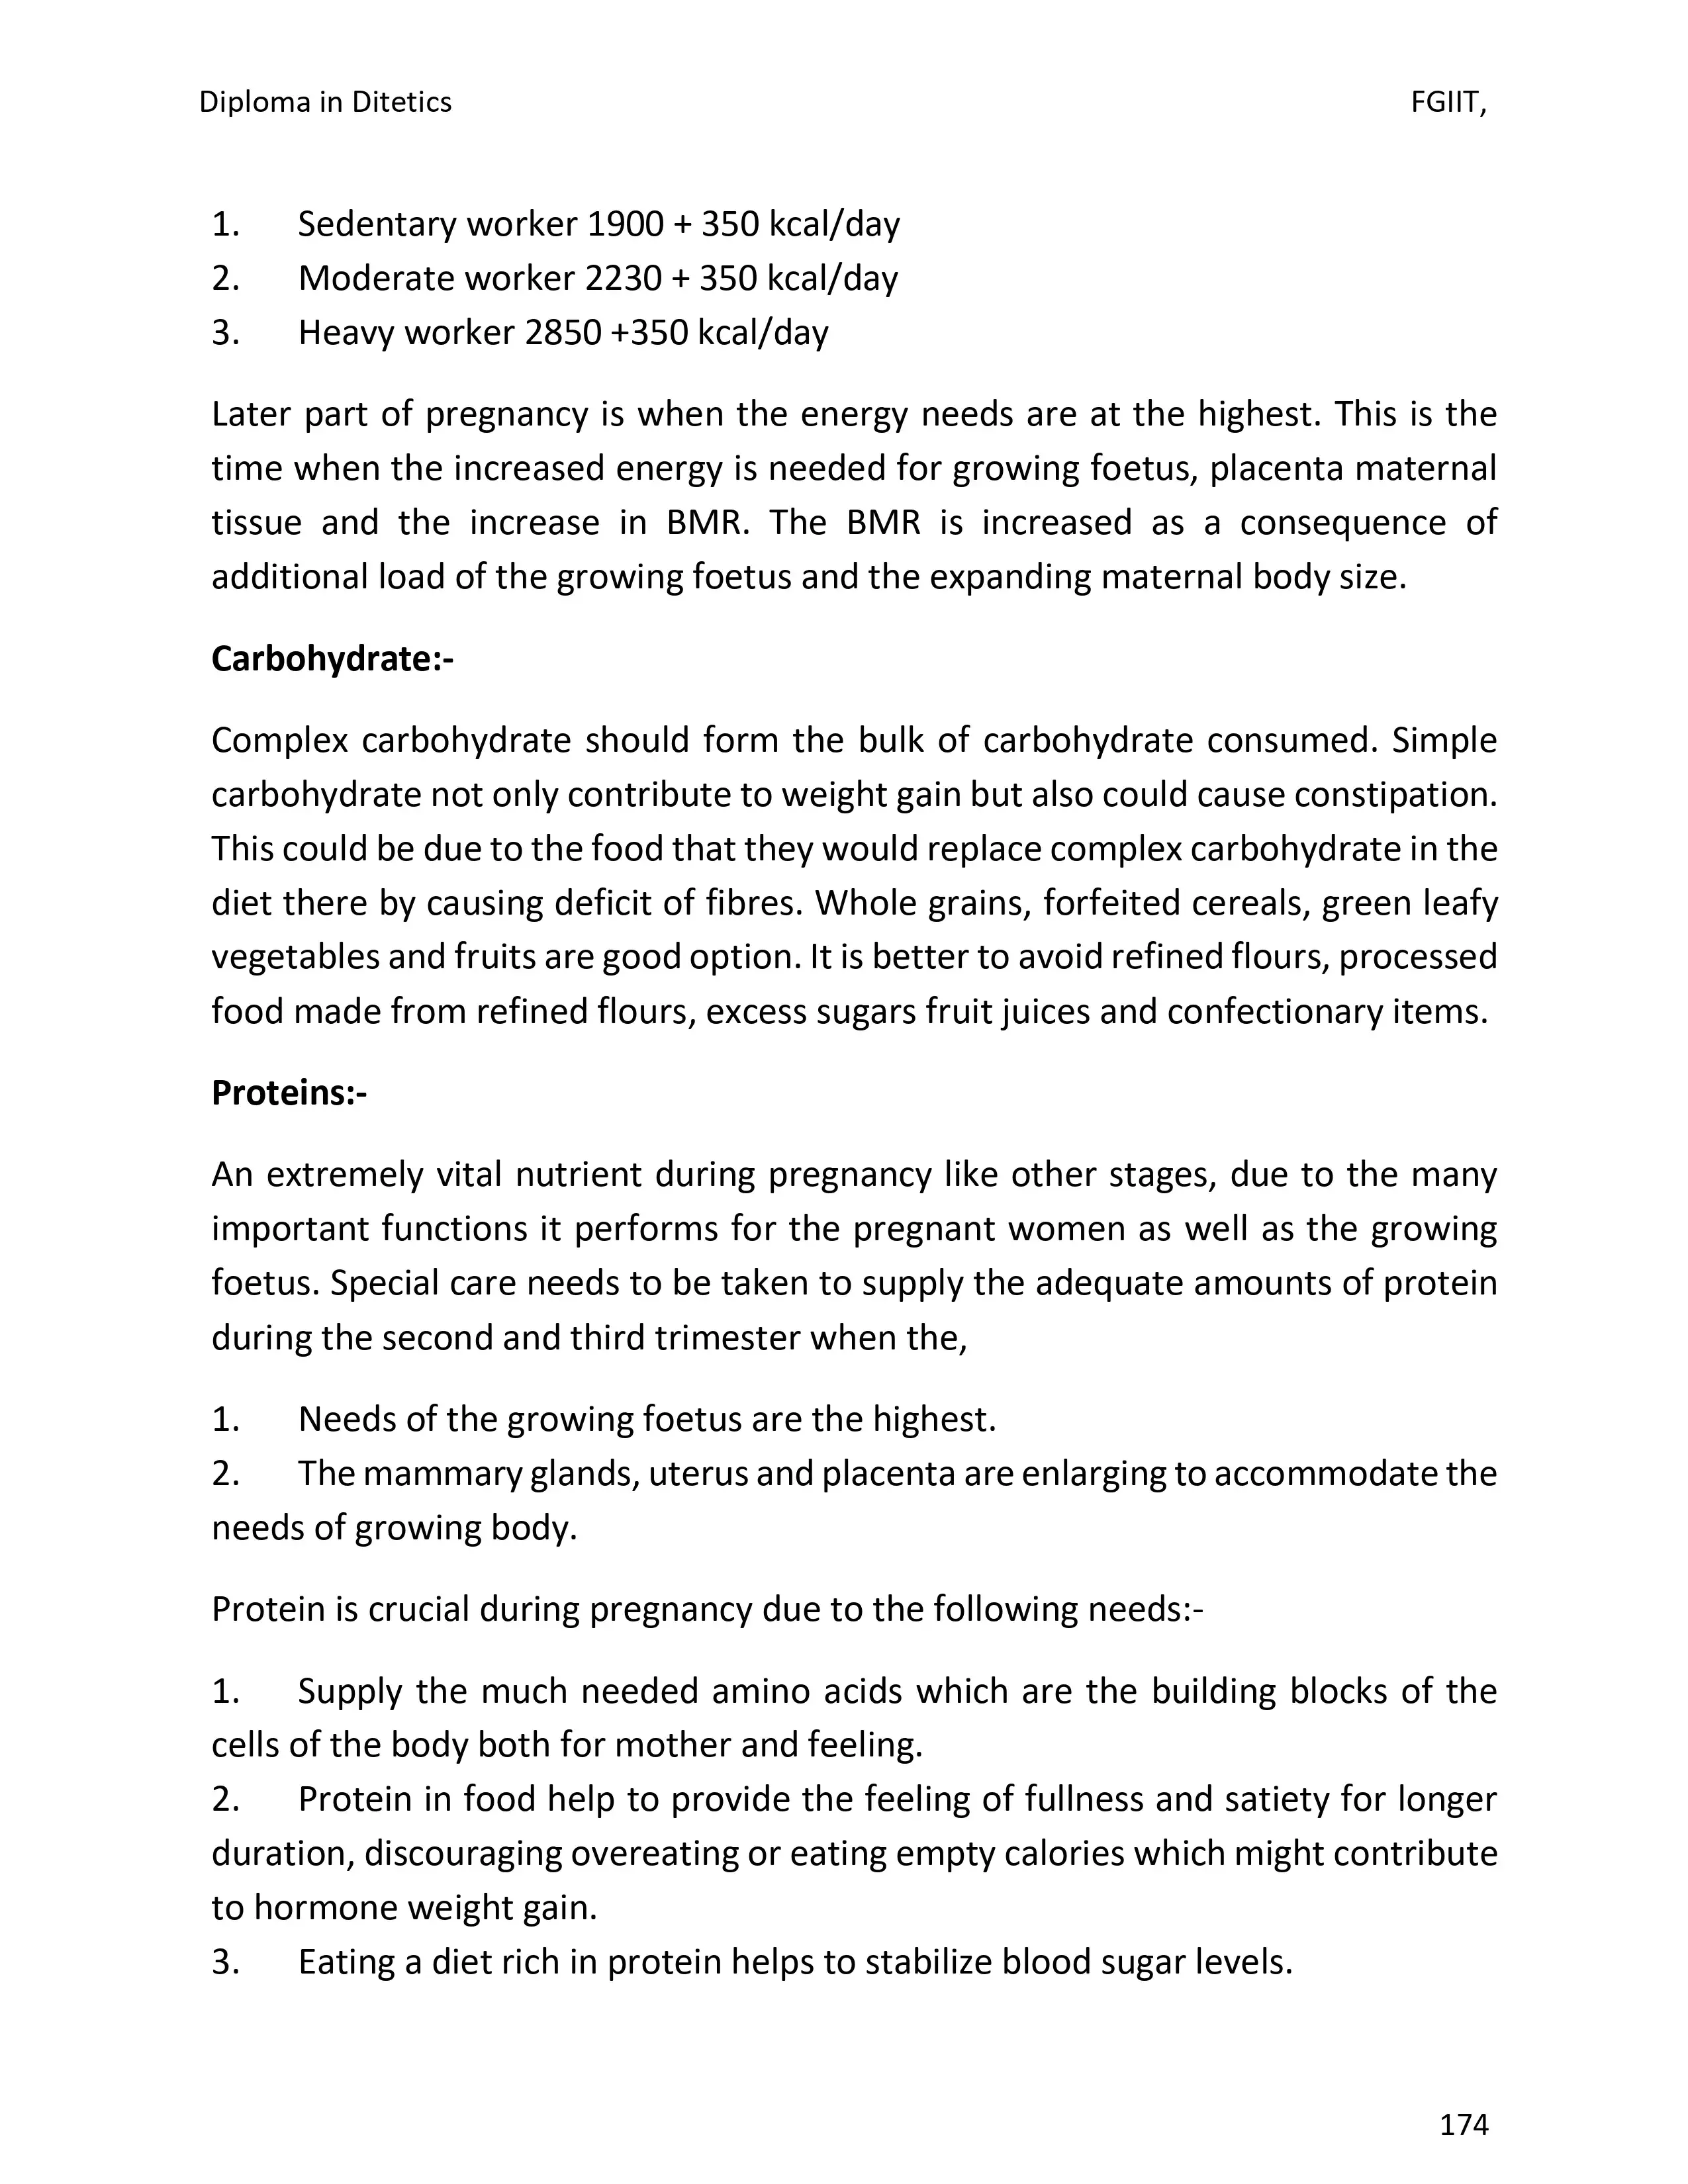 Diploma in Ditetics FGIIT,
1. Sedentary worker 1900 + 350 kcal/day
2. Moderate worker 2230 + 350 kcal/day
3. Heavy worker 2850 +350 kcal/day
Later part of pregnancy is when the energy needs are at the highest. This is the
time when the increased energy is needed for growing foetus, placenta maternal
tissue and the increase in BMR. The BMR is increased as a consequence of
additional load of the growing foetus and the expanding maternal body size.
Carbohydrate:-
Complex carbohydrate should form the bulk of carbohydrate consumed. Simple
carbohydrate not only contribute to weight gain but also could cause constipation.
This could be due to the food that they would replace complex carbohydrate in the
diet there by causing deficit of fibres. Whole grains, forfeited cereals, green leafy
vegetables and fruits are good option. It is better to avoid refined flours, processed
food made from refined flours, excess sugars fruit juices and confectionary items.
Proteins:-
An extremely vital nutrient during pregnancy like other stages, due to the many
important functions it performs for the pregnant women as well as the growing
foetus. Special care needs to be taken to supply the adequate amounts of protein
during the second and third trimester when the,
1. Needs of the growing foetus are the highest.
2. The mammary glands, uterus and placenta are enlarging to accommodate the
needs of growing body.
Protein is crucial during pregnancy due to the following needs:-
1. Supply the much needed amino acids which are the building blocks of the
cells of the body both for mother and feeling.
2. Protein in food help to provide the feeling of fullness and satiety for longer
duration, discouraging overeating or eating empty calories which might contribute
to hormone weight gain.
3. Eating a diet rich in protein helps to stabilize blood sugar levels.
174